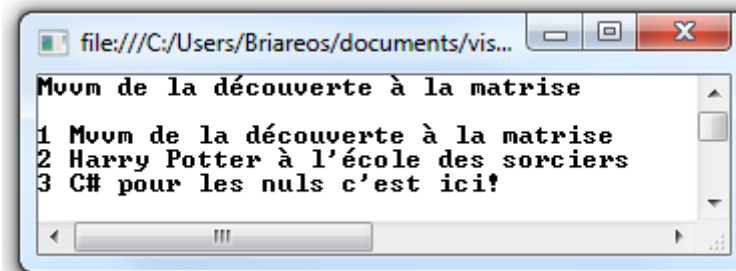 file:///C:/Users/Briareos/documents/vis...
Mvvm de la découverte à la matrise
1 Mvvm de la découverte à la matrise
2 Harry Potter à l'école des sorciers
3 C# pour les nuls c'est ici!